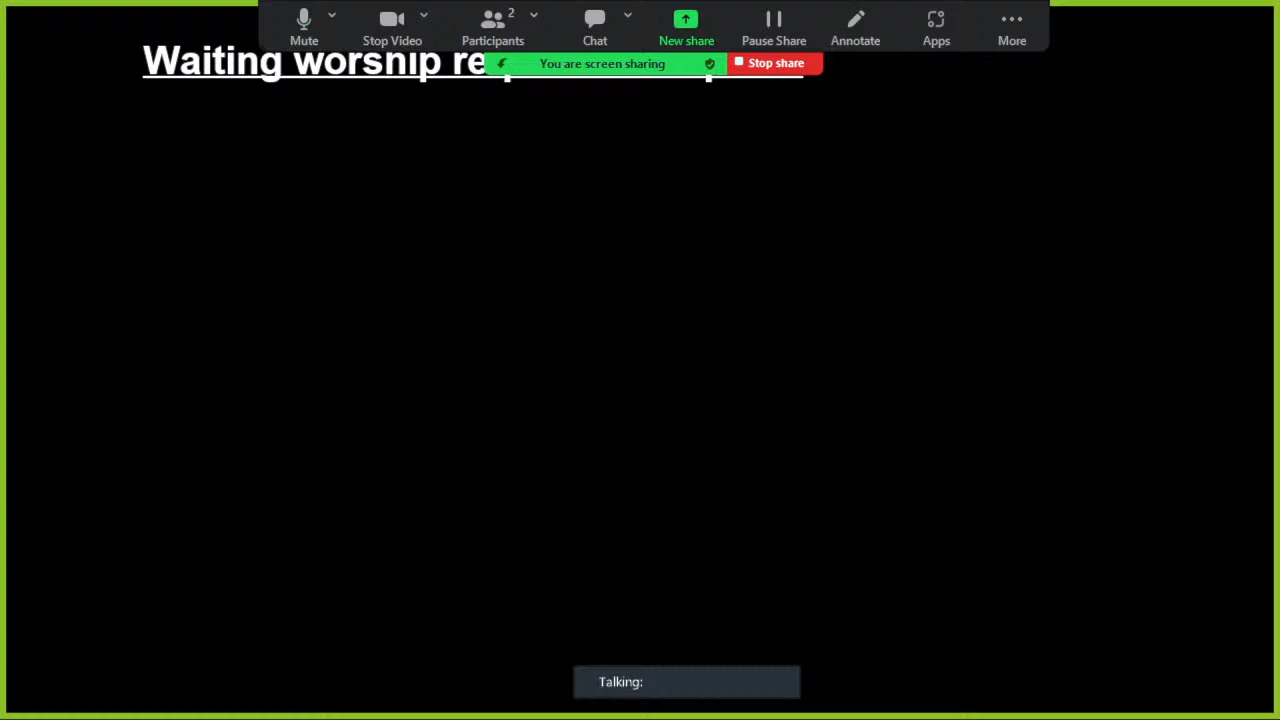 2
Mute Stop Video Participants Chat New share Pause Share Annotate Apps More
Waiting worship
You are screen sharing Stop share
Talking: